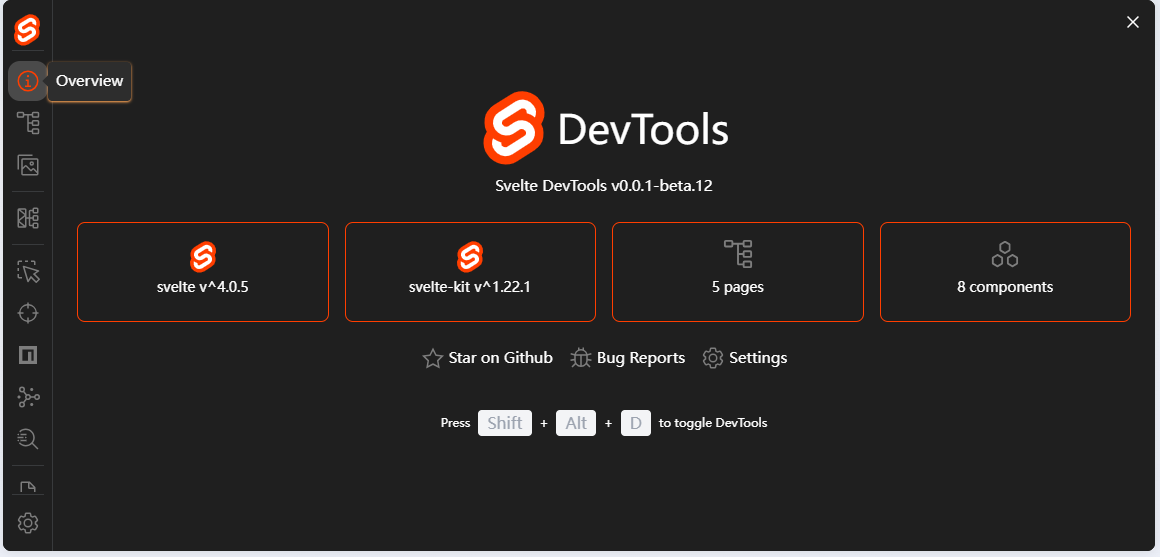 Overview
DevTools
Svelte DevTools v0.0.1-beta.12
svelte v^4.0.5
svelte-kit v^1.22.1
5 pages
8 components
Star on Github Bug Reports Settings
Press Shift + Alt + D to toggle DevTools